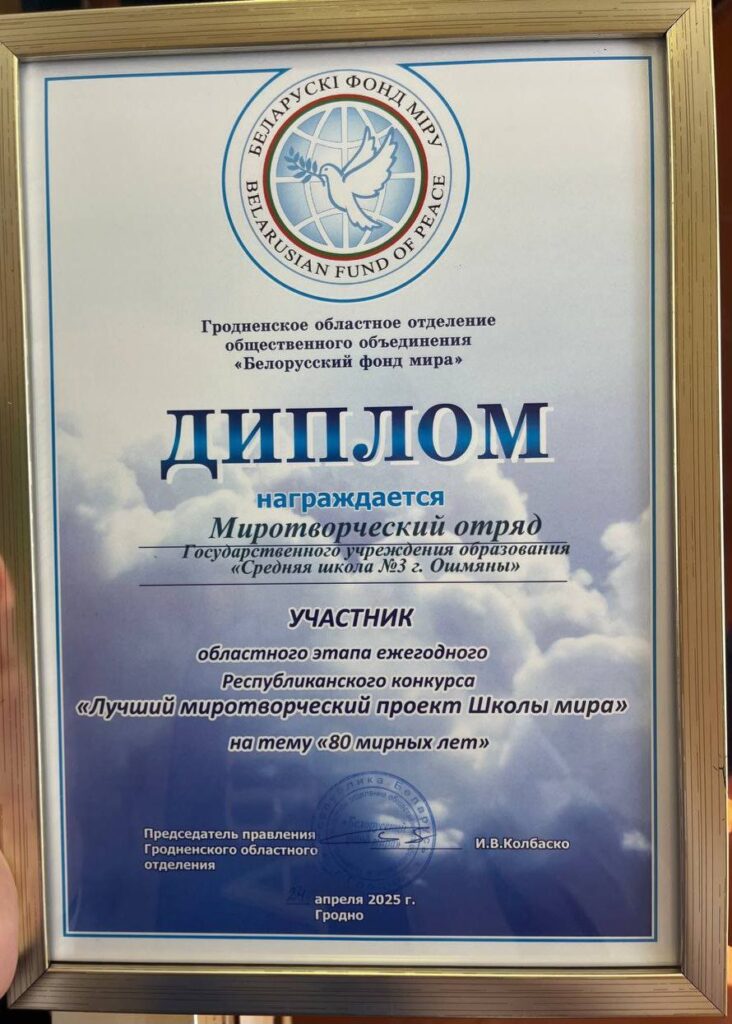 БЕЛАРУСКІ ФОНД МІРУ
BELARUSIAN FUND OF PEACE
Гродненское областное отделение
общественного объединения
«Белорусский фонд мира»
ДИПЛОМ
награждается
Миротворческий отряд
Государственного учреждения образования
«Средняя школа №3 г. Ошмяны»
УЧАСТНИК
областного этапа ежегодного
Республиканского конкурса
«Лучший миротворческий проект Школы мира»
на тему «80 мирных лет»
Председатель правления
Гродненского областного
отделения
И.В.Колбаско
24 апреля 2025 г.
Гродно